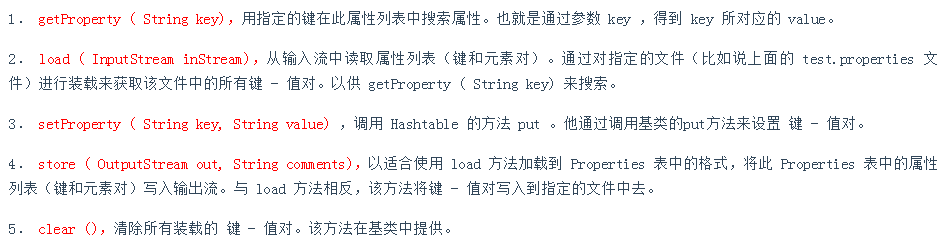 1. getProperty ( String key)，用指定的键在此属性列表中搜索属性。也就是通过参数 key ，得到 key 所对应的 value。
2. load ( InputStream inStream)，从输入流中读取属性列表（键和元素对）。通过对指定的文件（比如说上面的 test.properties 文
件）进行装载来获取该文件中的所有键 - 值对。以供 getProperty ( String key) 来搜索。
3. setProperty ( String key, String value) ，调用 Hashtable 的方法 put 。他通过调用基类的put方法来设置 键 - 值对。
4. store ( OutputStream out, String comments)，以适合使用 load 方法加载到 Properties 表中的格式，将此 Properties 表中的属性
列表（键和元素对）写入输出流。与 load 方法相反，该方法将键 - 值对写入到指定的文件中去。
5. clear ()，清除所有装载的 键 - 值对。该方法在基类中提供。